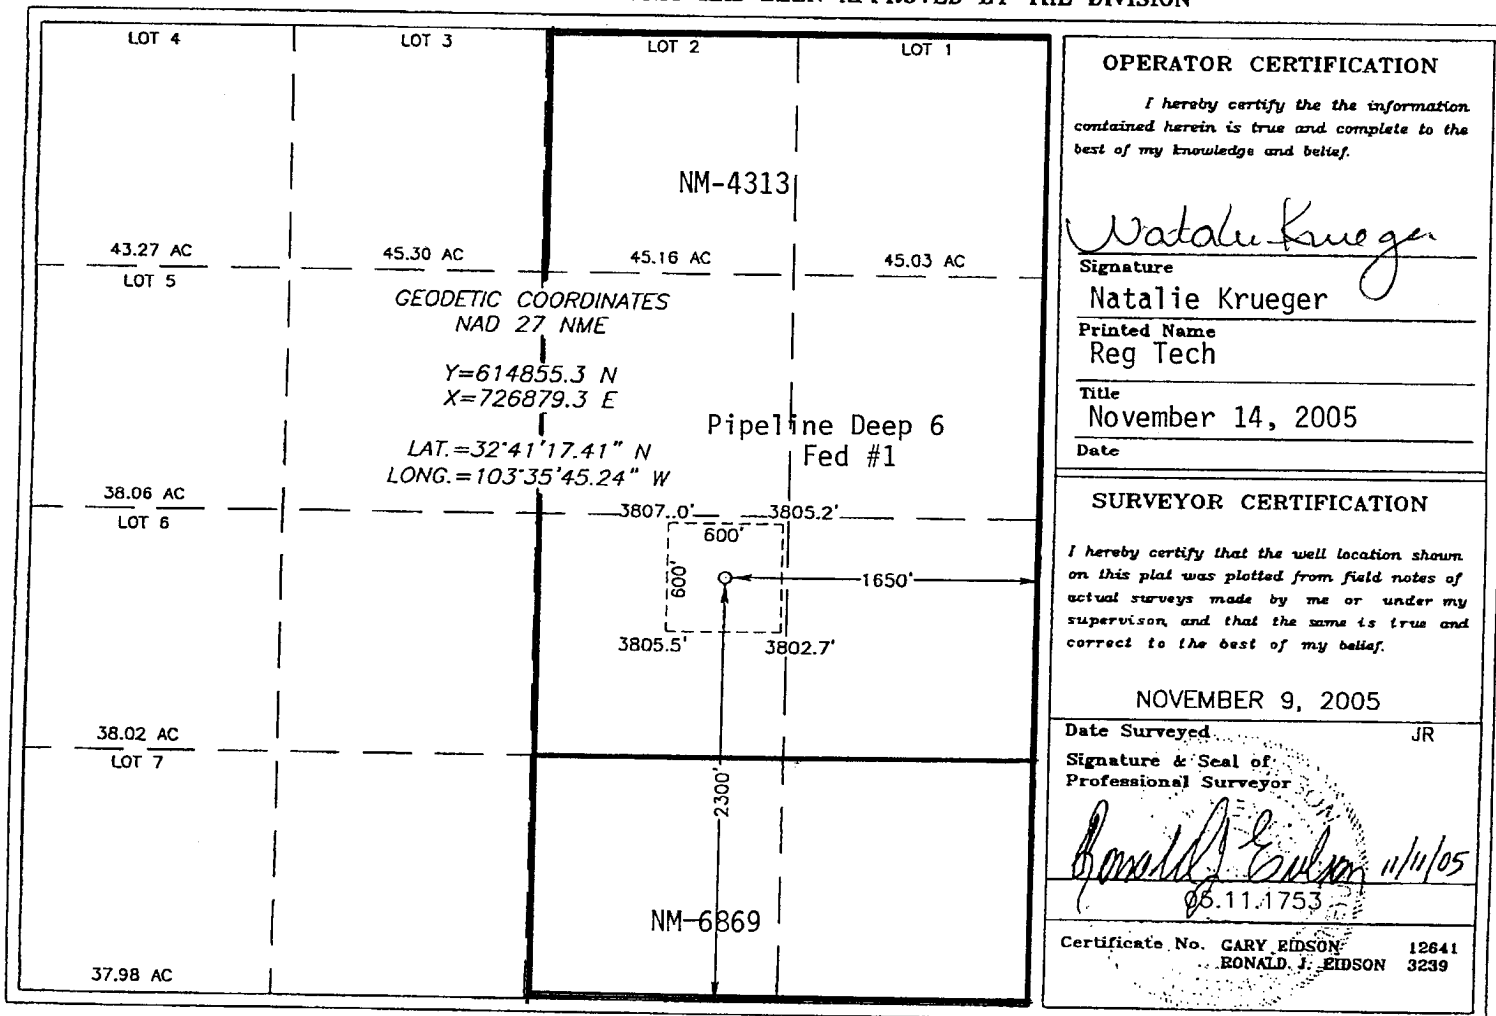 BEEN APPROVED BY THE DIVISION
LOT 4
LOT 3
LOT 2
LOT 1
NM-4313
43.27 AC
45.30 AC
45.16 AC
45.03 AC
LOT 5
GEODETIC COORDINATES
NAD 27 NME
Y=614855.3 N
X=726879.3 E
LAT.=32°41'17.41" N
LONG.=103°35'45.24" W
Pipeline Deep 6
Fed #1
38.06 AC
LOT 6
3807.0'
3805.2'
600'
600'
1650'
3805.5'
3802.7'
38.02 AC
LOT 7
2300'
NM-6869
37.98 AC
OPERATOR CERTIFICATION
I hereby certify the the information
contained herein is true and complete to the
best of my knowledge and belief.
Natalie Krueger
Signature
Natalie Krueger
Printed Name
Reg Tech
Title
November 14, 2005
Date
SURVEYOR CERTIFICATION
I hereby certify that the well location shown
on this plat was plotted from field notes of
actual surveys made by me or under my
supervison, and that the same is true and
correct to the best of my belief.
NOVEMBER 9, 2005
Date Surveyed JR
Signature & Seal of
Professional Surveyor
Ronald J Eidson 11/11/05
05.11.1753
Certificate No. GARY EIDSON 12641
RONALD J. EIDSON 3239